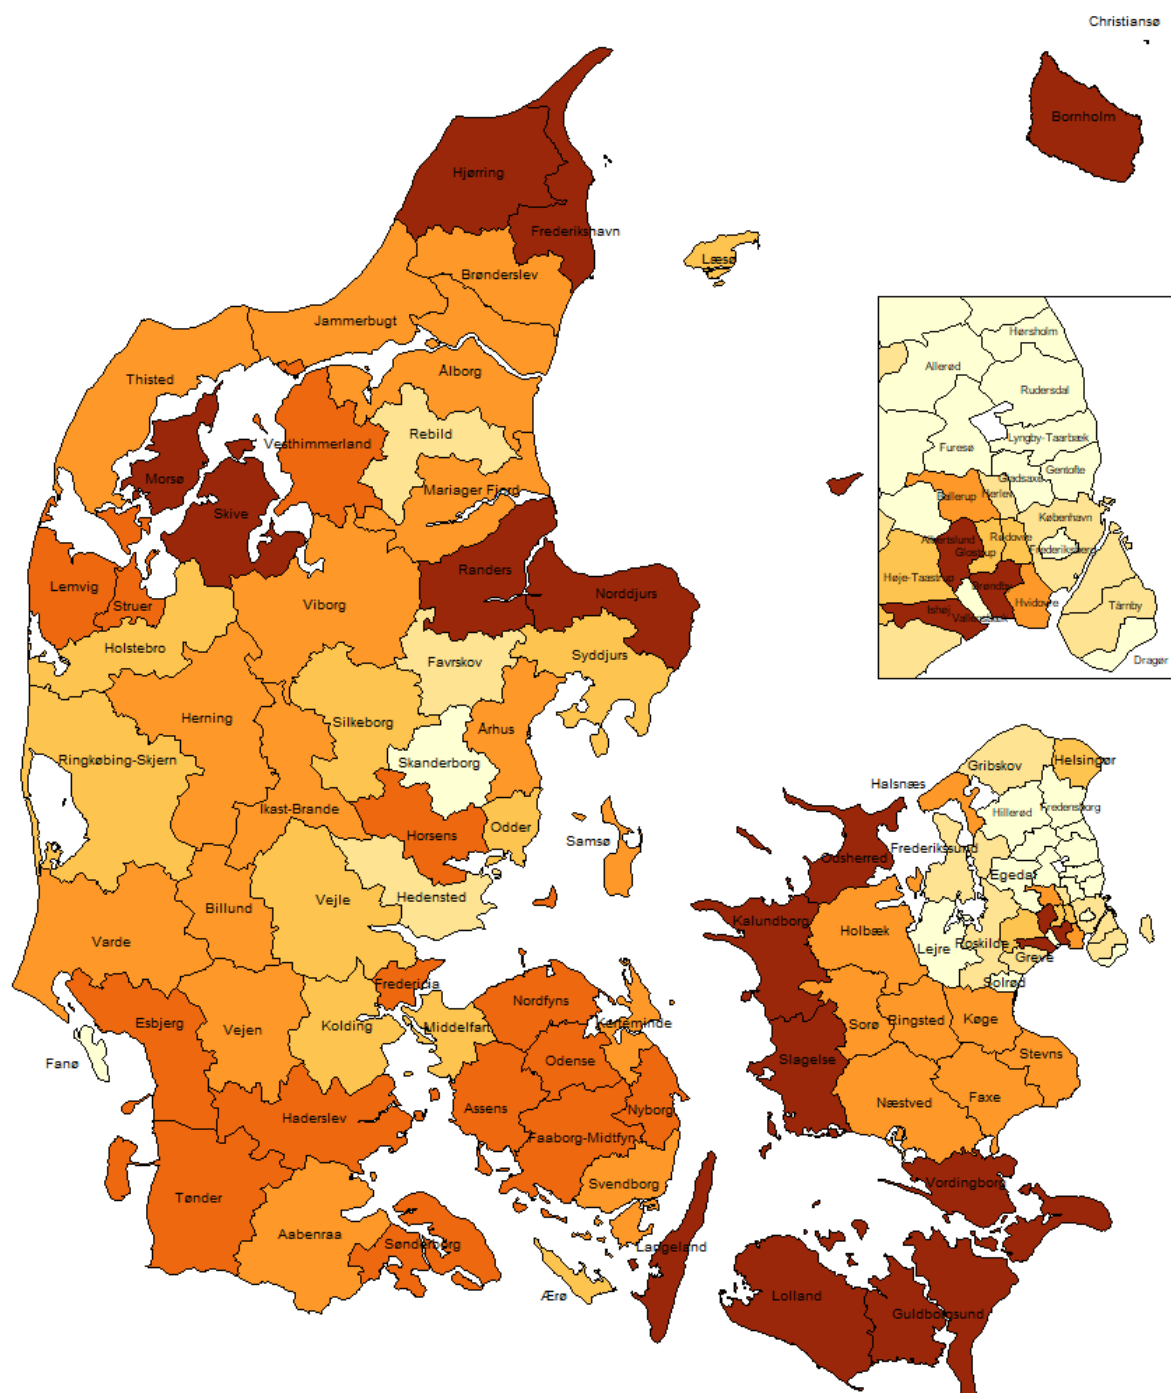 Christiansø
Bornholm
Hjørring
Frederikshavn
Læsø
Brønderslev
Jammerbugt
Thisted
Ålborg
Vesthimmerland
Rebild
Morsø
Mariager Fjord
Skive
Randers
Norddjurs
Lemvig
Struer
Viborg
Holstebro
Favrskov
Syddjurs
Herning
Silkeborg
Århus
Ringkøbing-Skjern
Skanderborg
Ikast-Brande
Horsens
Odder
Samsø
Hedensted
Vejle
Billund
Varde
Fredericia
Nordfyns
Esbjerg
Vejen
Kolding
Middelfart
Kerteminde
Fanø
Odense
Assens
Nyborg
Haderslev
Faaborg-Midtfyn
Svendborg
Tønder
Aabenraa
Sønderborg
Langeland
Ærø
Hørsholm
Allerød
Rudersdal
Lyngby-Taarbæk
Furesø
Gentofte
Gladsaxe
Ballerup
Herlev
København
Rødovre
Albertslund
Glostrup
Frederiksberg
Høje-Taastrup
Brøndby
Hvidovre
Ishøj
Vallensbæk
Tårnby
Dragør
Gribskov
Helsingør
Halsnæs
Hillerød
Fredensborg
Frederikssund
Odsherred
Egedal
Kalundborg
Holbæk
Lejre
Roskilde
Greve
Solrød
Sorø
Ringsted
Køge
Slagelse
Stevns
Næstved
Faxe
Vordingborg
Lolland
Guldborgsund